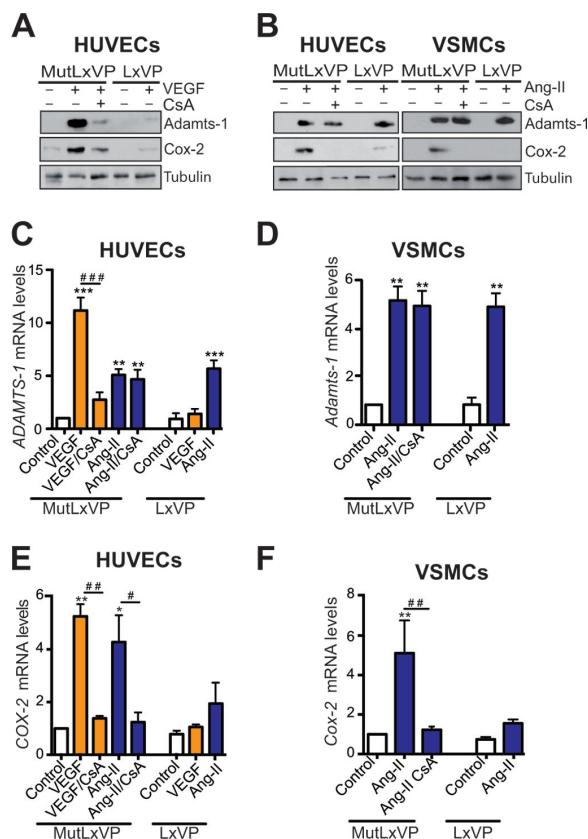 A
HUVECs
MutLxVP LxVP
– + + – + VEGF
+ CsA
Adamts-1
Cox-2
Tubulin
B
HUVECs VSMCs
MutLxVP LxVP MutLxVP LxVP
– + + – + – + + – + Ang-II
– – + – – – – + – – CsA
Adamts-1
Cox-2
Tubulin
C
HUVECs
ADAMTS-1 mRNA levels
15
10
5
0
###
*** ** ** ***
Control VEGF VEGF/CsA Ang-II Ang-II/CsA Control VEGF Ang-II
MutLxVP LxVP
D
VSMCs
Adamts-1 mRNA levels
6
4
2
0
** ** **
Control Ang-II Ang-II/CsA Control Ang-II
MutLxVP LxVP
E
HUVECs
COX-2 mRNA levels
6
4
2
0
## #
** *
Control VEGF VEGF/CsA Ang-II Ang-II/CsA Control VEGF Ang-II
MutLxVP LxVP
F
VSMCs
Cox-2 mRNA levels
8
6
4
2
0
##
**
Control Ang-II Ang-II CsA Control Ang-II
MutLxVP LxVP